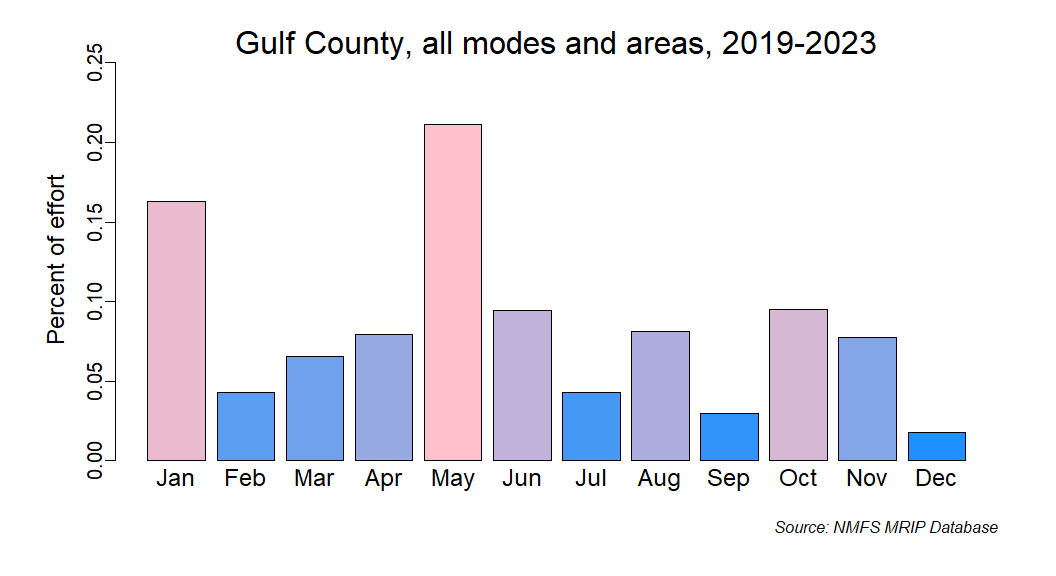 Gulf County, all modes and areas, 2019-2023
Percent of effort
0.25
0.20
0.15
0.10
0.05
0.00
Jan Feb Mar Apr May Jun Jul Aug Sep Oct Nov Dec
Source: NMFS MRIP Database